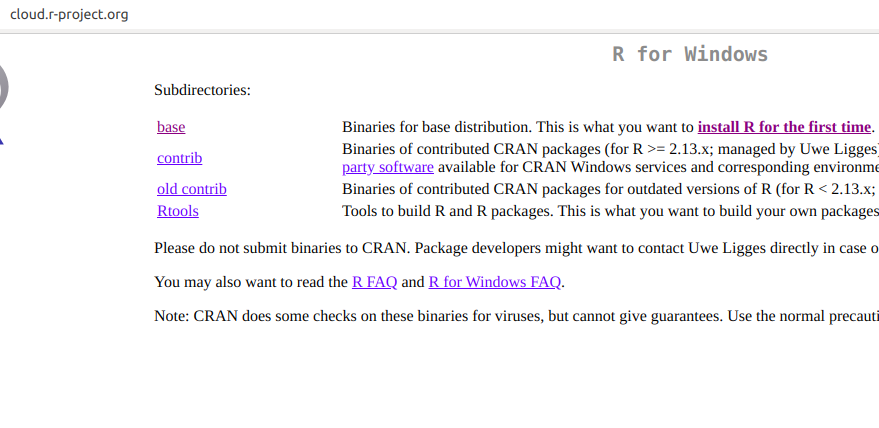 cloud.r-project.org
R for Windows
Subdirectories:
base Binaries for base distribution. This is what you want to install R for the first time.
contrib Binaries of contributed CRAN packages (for R >= 2.13.x; managed by Uwe Ligges)
party software available for CRAN Windows services and corresponding environme
old contrib Binaries of contributed CRAN packages for outdated versions of R (for R < 2.13.x;
Rtools Tools to build R and R packages. This is what you want to build your own packages
Please do not submit binaries to CRAN. Package developers might want to contact Uwe Ligges directly in case o
You may also want to read the R FAQ and R for Windows FAQ.
Note: CRAN does some checks on these binaries for viruses, but cannot give guarantees. Use the normal precauti